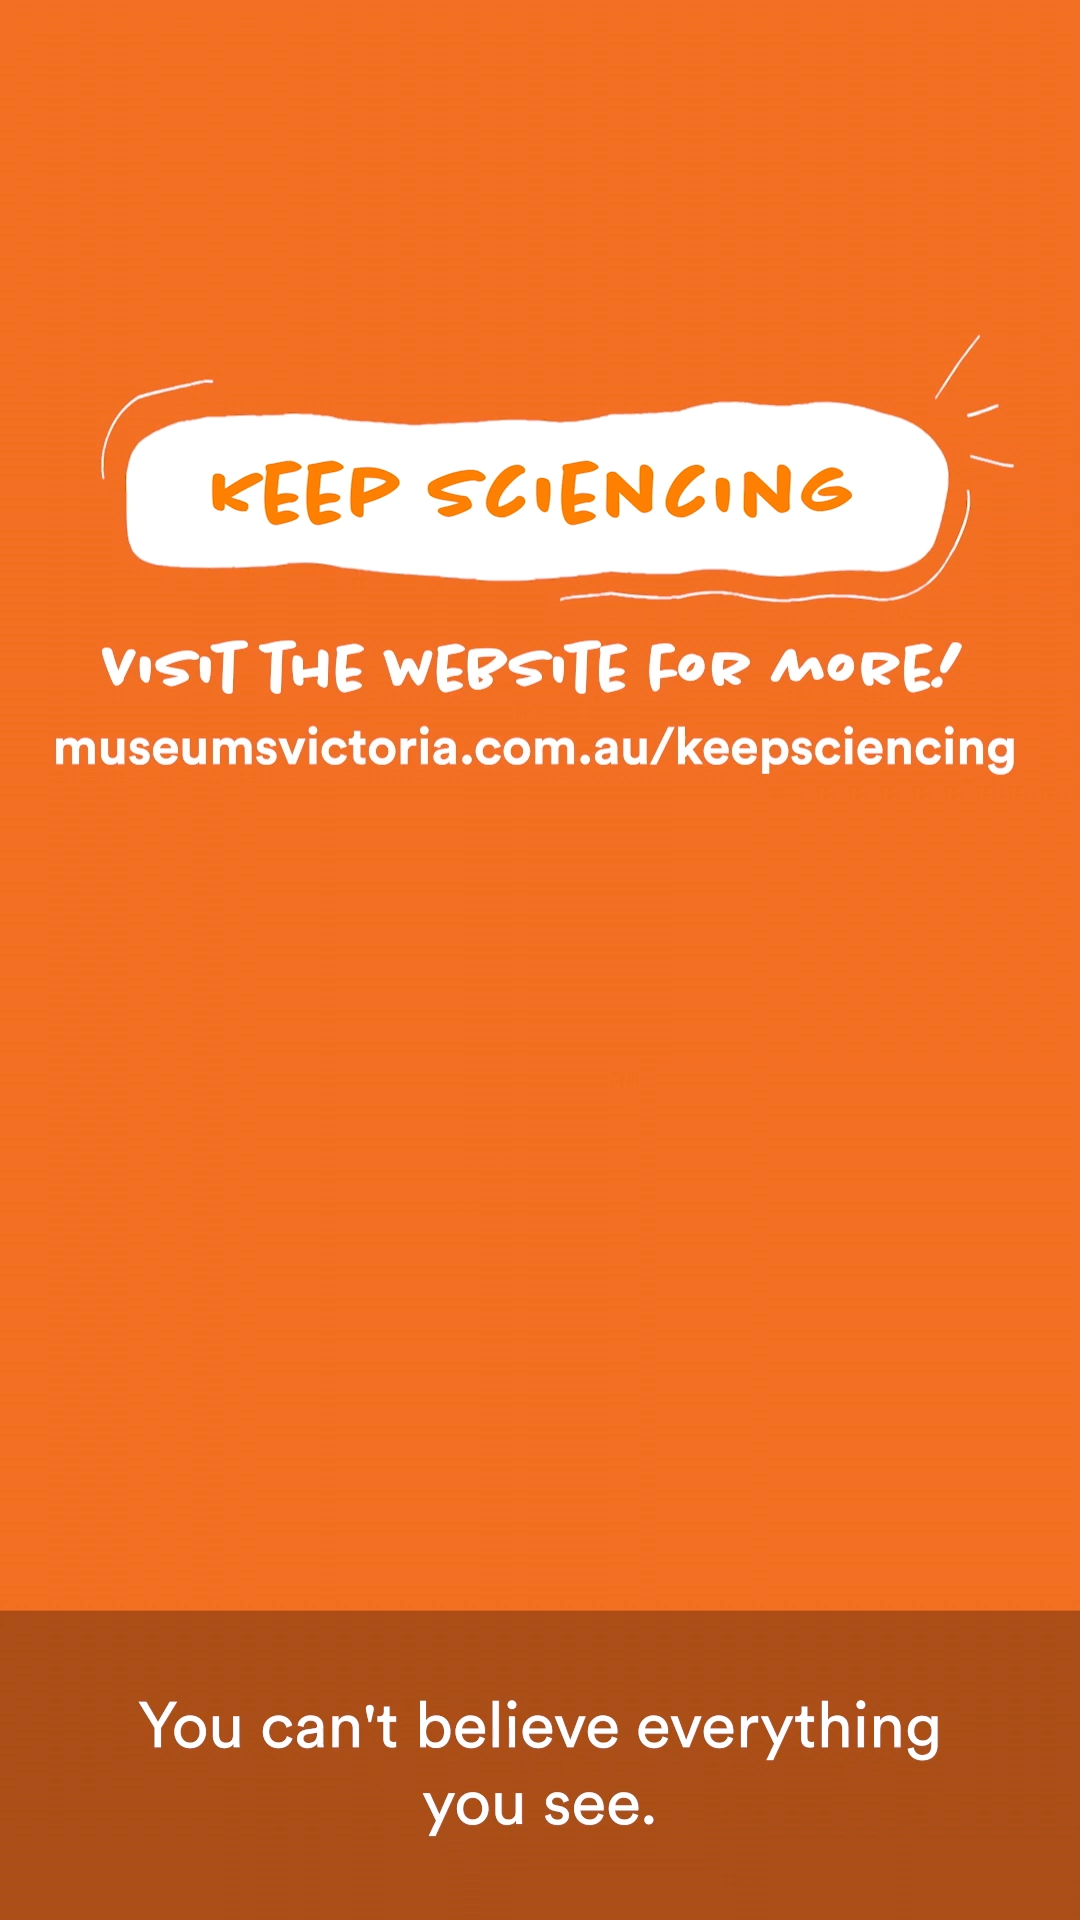 KEEP SCIENCING
VISIT THE WEBSITE FOR MORE!
museumsvictoria.com.au/keepsciencing
You can't believe everything
you see.